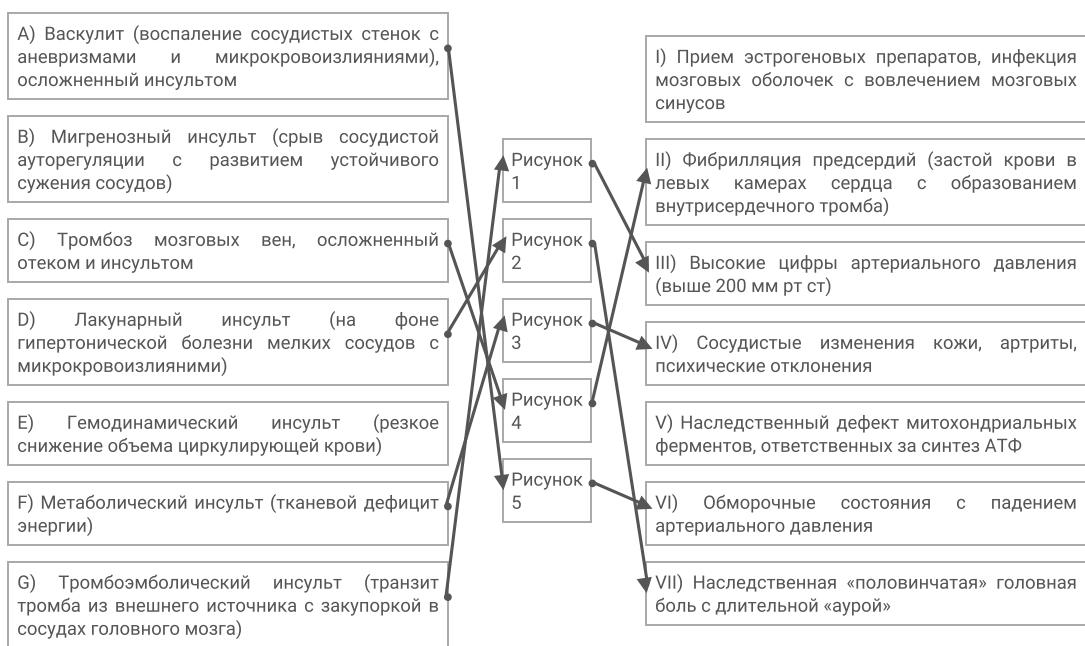 A) Васкулит (воспаление сосудистых стенок с
аневризмами и микрокровоизлияниями),
осложненный инсультом
B) Мигренозный инсульт (срыв сосудистой
ауторегуляции с развитием устойчивого
сужения сосудов)
C) Тромбоз мозговых вен, осложненный
отеком и инсультом
D) Лакунарный инсульт (на фоне
гипертонической болезни мелких сосудов с
микрокровоизлияними)
E) Гемодинамический инсульт (резкое
снижение объема циркулирующей крови)
F) Метаболический инсульт (тканевой дефицит
энергии)
G) Тромбоэмболический инсульт (транзит
тромба из внешнего источника с закупоркой в
сосудах головного мозга)
Рисунок
1
Рисунок
2
Рисунок
3
Рисунок
4
Рисунок
5
I) Прием эстрогеновых препаратов, инфекция
мозговых оболочек с вовлечением мозговых
синусов
II) Фибрилляция предсердий (застой крови в
левых камерах сердца с образованием
внутрисердечного тромба)
III) Высокие цифры артериального давления
(выше 200 мм рт ст)
IV) Сосудистые изменения кожи, артриты,
психические отклонения
V) Наследственный дефект митохондриальных
ферментов, ответственных за синтез АТФ
VI) Обморочные состояния с падением
артериального давления
VII) Наследственная «половинчатая» головная
боль с длительной «аурой»